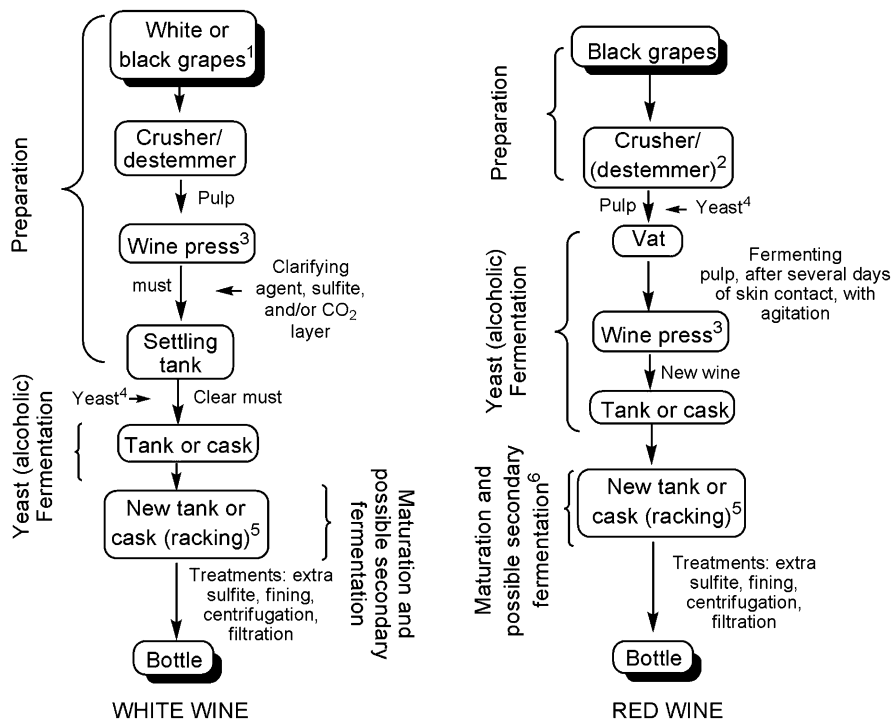 White or
black grapes1
Crusher/
destemmer
Pulp
Wine press3
must
Clarifying
agent, sulfite,
and/or CO2
layer
Settling
tank
Yeast4
Clear must
Tank or cask
New tank or
cask (racking)5
Treatments: extra
sulfite, fining,
centrifugation,
filtration
Bottle
WHITE WINE
Preparation
Yeast (alcoholic)
Fermentation
Maturation and
possible secondary
fermentation
Black grapes
Crusher/
(destemmer)2
Pulp
Yeast4
Vat
Fermenting
pulp, after several days
of skin contact, with
agitation
Wine press3
New wine
Tank or cask
New tank or
cask (racking)5
Treatments: extra
sulfite, fining,
centrifugation,
filtration
Bottle
RED WINE
Preparation
Yeast (alcoholic)
Fermentation
Maturation and
possible secondary
fermentation6